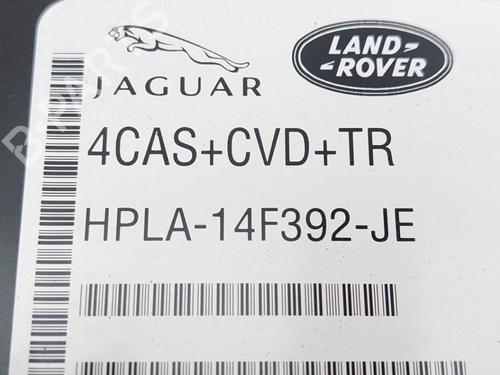 JAGUAR
LAND-
-ROVER
4CAS+CVD+TR
HPLA-14F392-JE